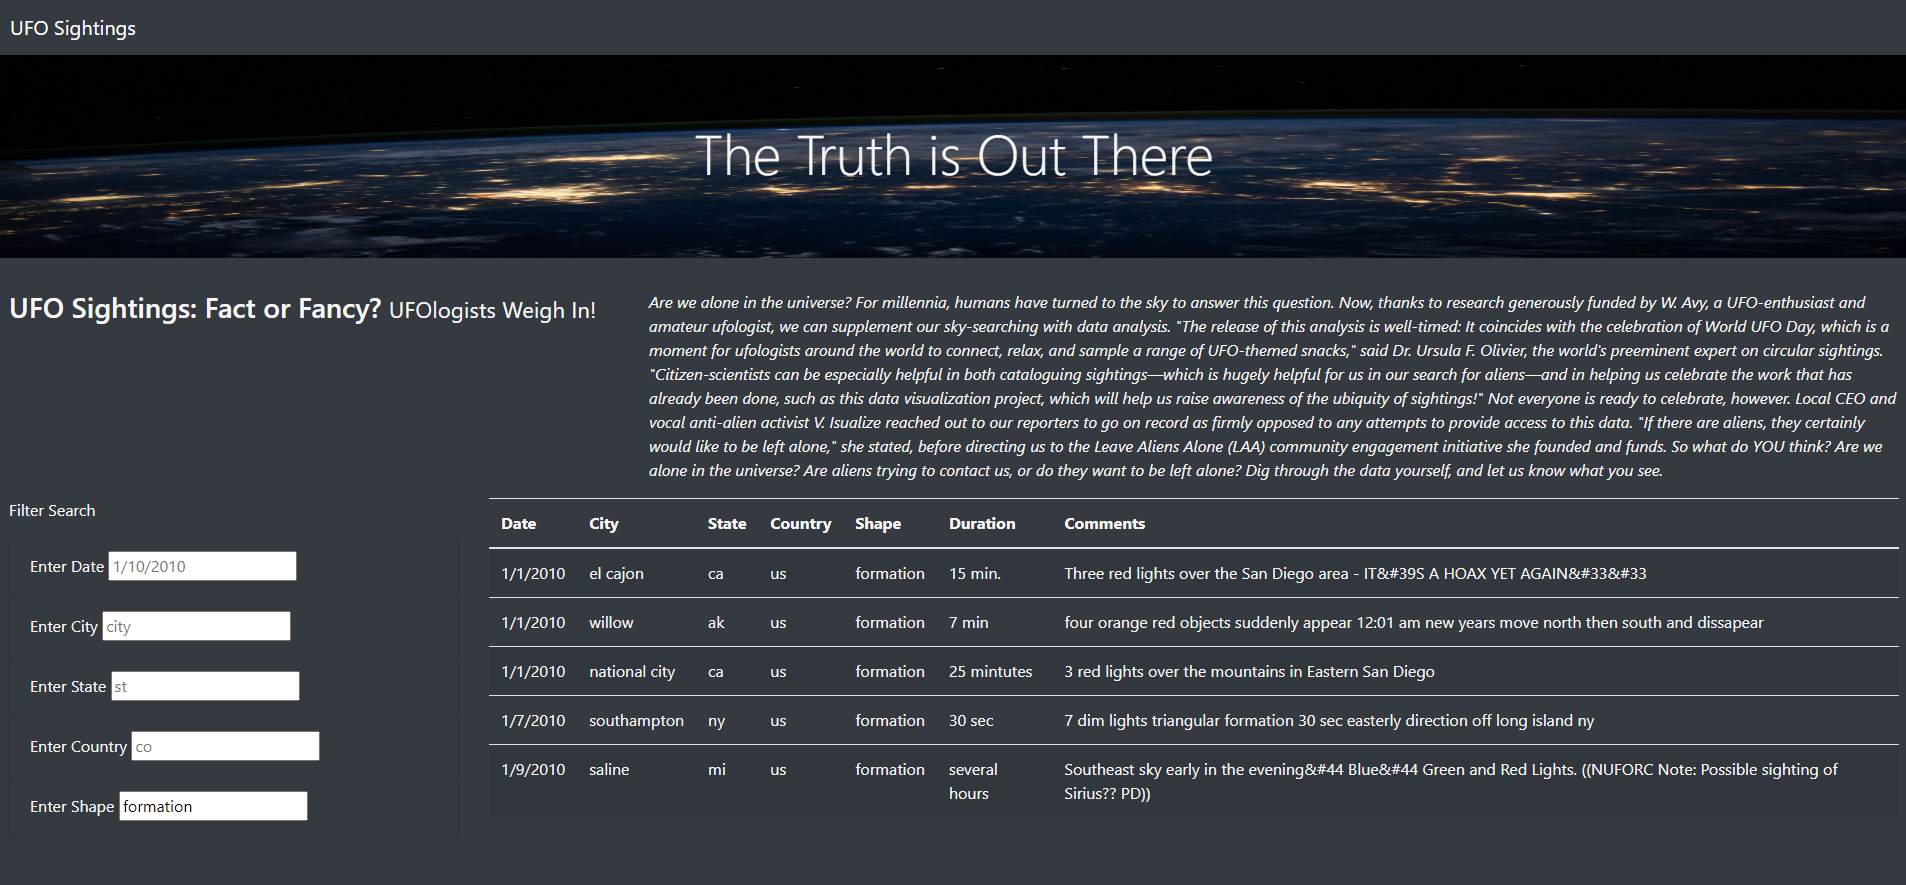 UFO Sightings
The Truth is Out There
UFO Sightings: Fact or Fancy? UFOlogists Weigh In!
Are we alone in the universe? For millennia, humans have turned to the sky to answer this question. Now, thanks to research generously funded by W. Avy, a UFO-enthusiast and
amateur ufologist, we can supplement our sky-searching with data analysis. "The release of this analysis is well-timed: It coincides with the celebration of World UFO Day, which is a
moment for ufologists around the world to connect, relax, and sample a range of UFO-themed snacks," said Dr. Ursula F. Olivier, the world's preeminent expert on circular sightings.
"Citizen-scientists can be especially helpful in both cataloguing sightings—which is hugely helpful for us in our search for aliens—and in helping us celebrate the work that has
already been done, such as this data visualization project, which will help us raise awareness of the ubiquity of sightings!" Not everyone is ready to celebrate, however. Local CEO and
vocal anti-alien activist V. Isualize reached out to our reporters to go on record as firmly opposed to any attempts to provide access to this data. "If there are aliens, they certainly
would like to be left alone," she stated, before directing us to the Leave Aliens Alone (LAA) community engagement initiative she founded and funds. So what do YOU think? Are we
alone in the universe? Are aliens trying to contact us, or do they want to be left alone? Dig through the data yourself, and let us know what you see.
Filter Search
Enter Date 1/10/2010
Enter City city
Enter State st
Enter Country co
Enter Shape formation
Date City State Country Shape Duration Comments
1/1/2010 el cajon ca us formation 15 min. Three red lights over the San Diego area - IT&#39S A HOAX YET AGAIN&#33&#33
1/1/2010 willow ak us formation 7 min four orange red objects suddenly appear 12:01 am new years move north then south and dissapear
1/1/2010 national city ca us formation 25 mintutes 3 red lights over the mountains in Eastern San Diego
1/7/2010 southampton ny us formation 30 sec 7 dim lights triangular formation 30 sec easterly direction off long island ny
1/9/2010 saline mi us formation several Southeast sky early in the evening&#44 Blue&#44 Green and Red Lights. ((NUFORC Note: Possible sighting of
hours Sirius?? PD))